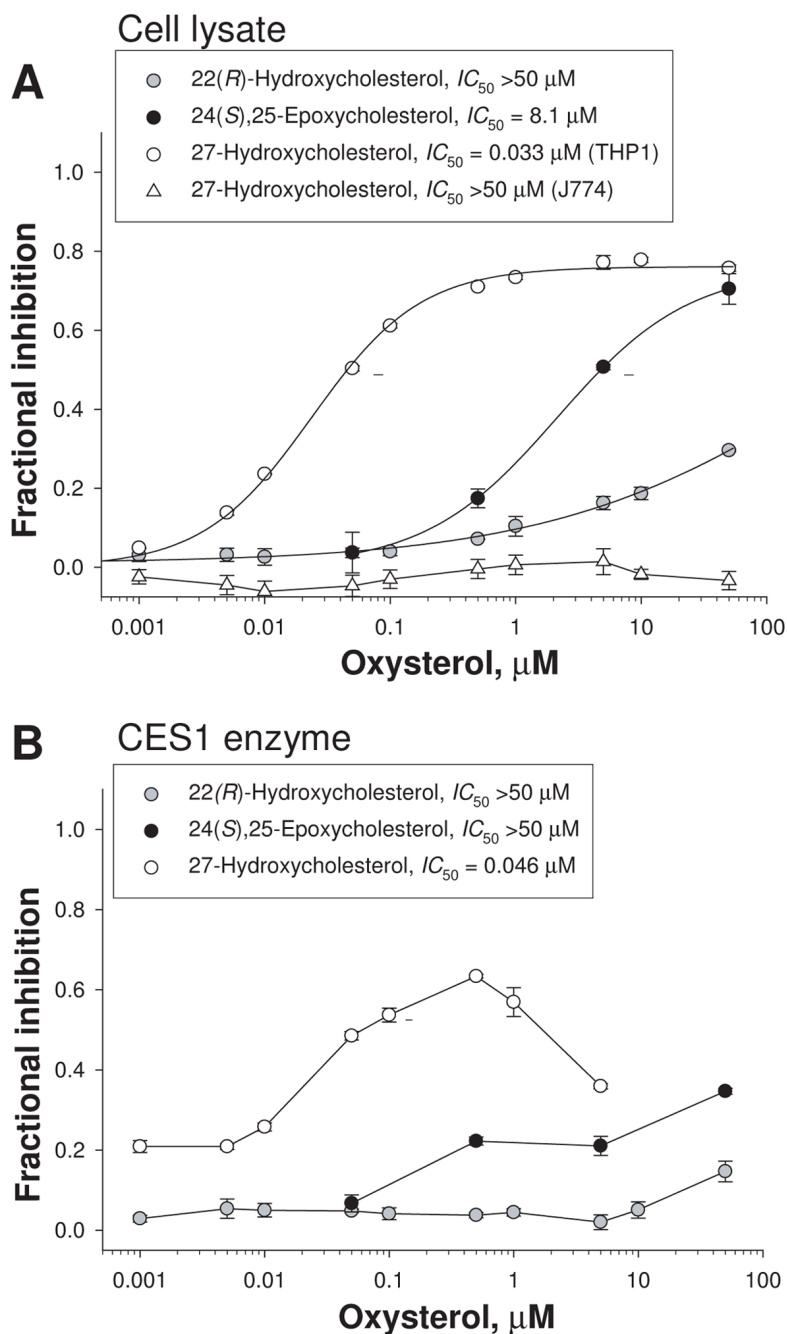 Cell lysate
A
22(R)-Hydroxycholesterol, IC50 >50 μM
24(S),25-Epoxycholesterol, IC50 = 8.1 μM
27-Hydroxycholesterol, IC50 = 0.033 μM (THP1)
27-Hydroxycholesterol, IC50 >50 μM (J774)
1.0
0.8
0.6
0.4
0.2
0.0
Fractional inhibition
0.001 0.01 0.1 1 10 100
Oxysterol, μM
CES1 enzyme
B
22(R)-Hydroxycholesterol, IC50 >50 μM
24(S),25-Epoxycholesterol, IC50 >50 μM
27-Hydroxycholesterol, IC50 = 0.046 μM
1.0
0.8
0.6
0.4
0.2
0.0
Fractional inhibition
0.001 0.01 0.1 1 10 100
Oxysterol, μM